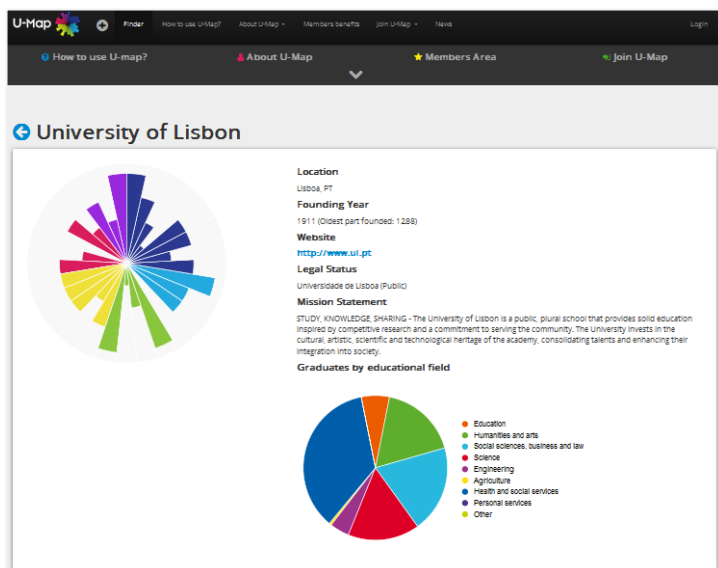 U-Map Finder How to use U-Map? About U-Map Members benefits Join U-Map News Login
How to use U-map? About U-Map Members Area Join U-Map
University of Lisbon
Location
Lisboa, PT
Founding Year
1911 (Oldest part founded: 1288)
Website
http://www.ul.pt
Legal Status
Universidade de Lisboa (Public)
Mission Statement
STUDY, KNOWLEDGE, SHARING - The University of Lisbon is a public, plural school that provides solid education
inspired by competitive research and a commitment to serving the community. The University invests in the
cultural, artistic, scientific and technological heritage of the academy, consolidating talents and enhancing their
integration into society.
Graduates by educational field
Education
Humanities and arts
Social sciences, business and law
Science
Engineering
Agriculture
Health and social services
Personal services
Other